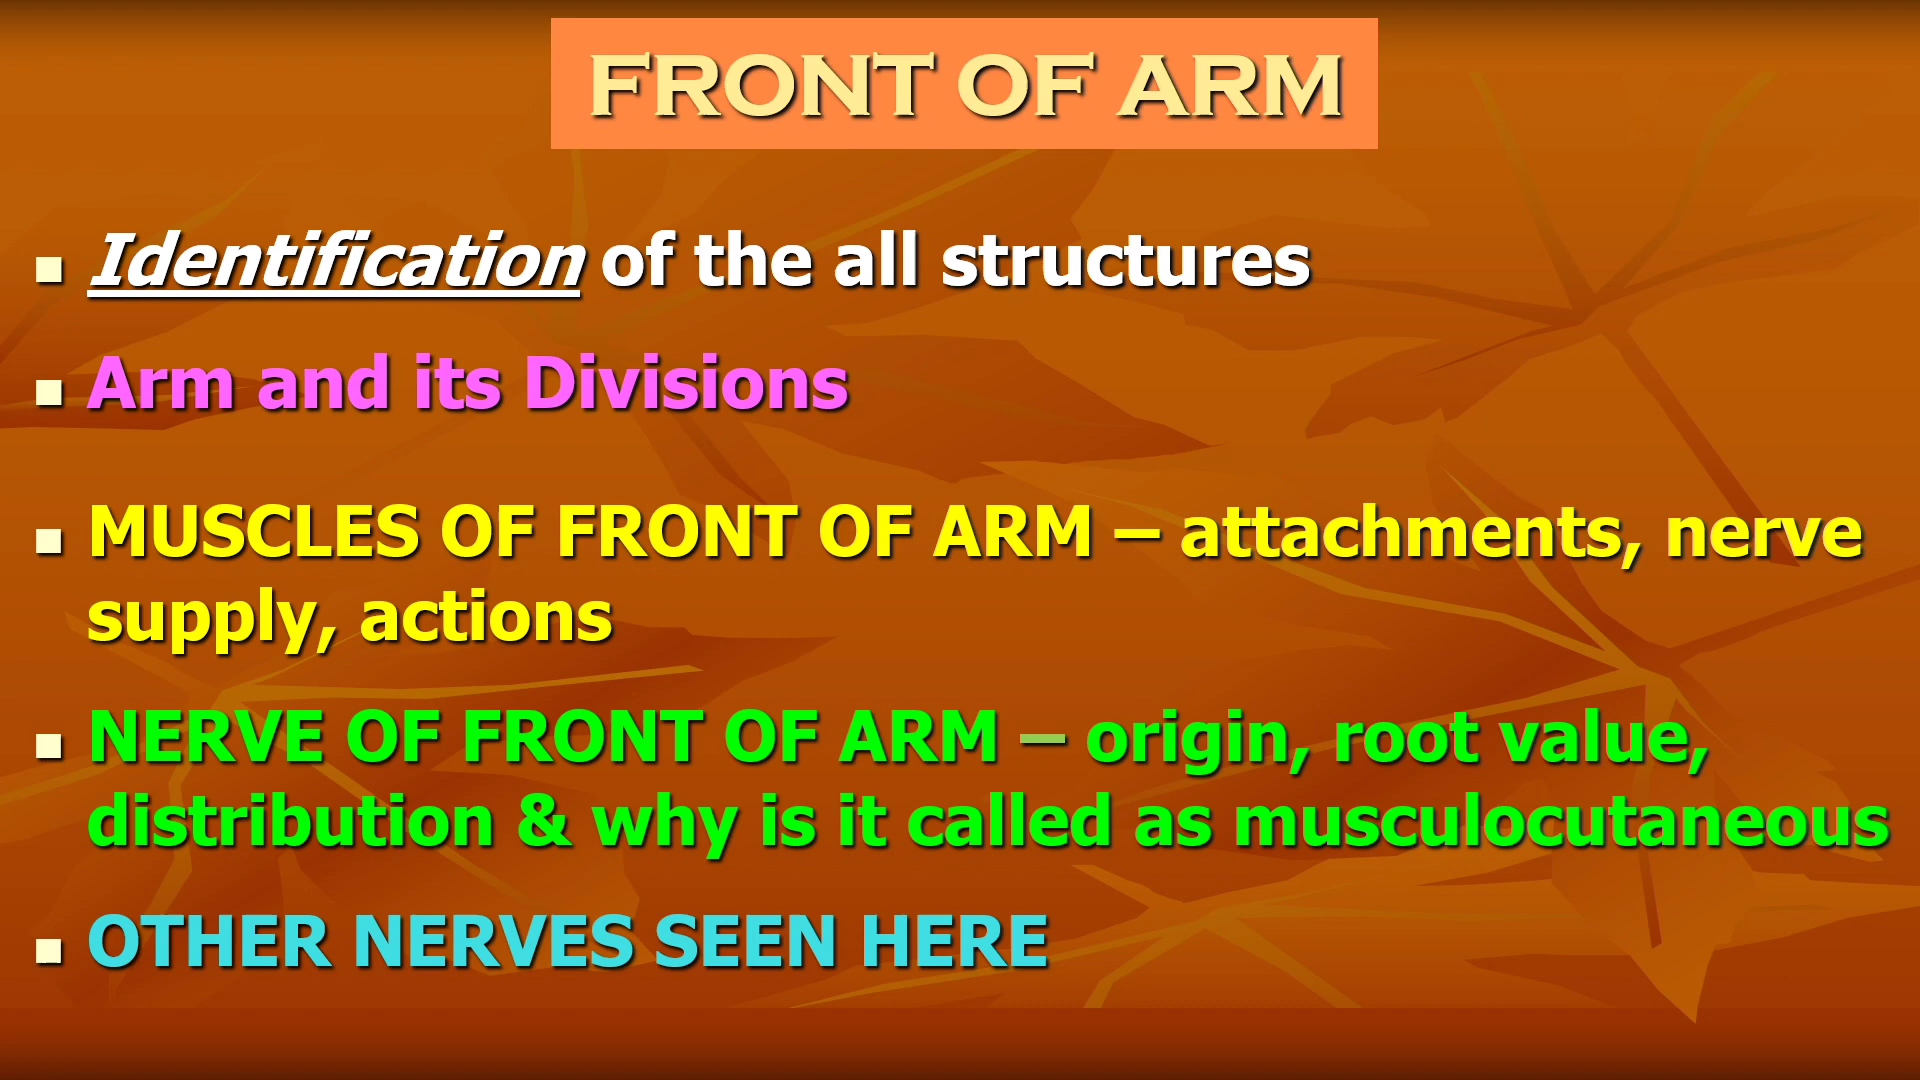 FRONT OF ARM
▪ Identification of the all structures
▪ Arm and its Divisions
▪ MUSCLES OF FRONT OF ARM – attachments, nerve
supply, actions
▪ NERVE OF FRONT OF ARM – origin, root value,
distribution & why is it called as musculocutaneous
▪ OTHER NERVES SEEN HERE